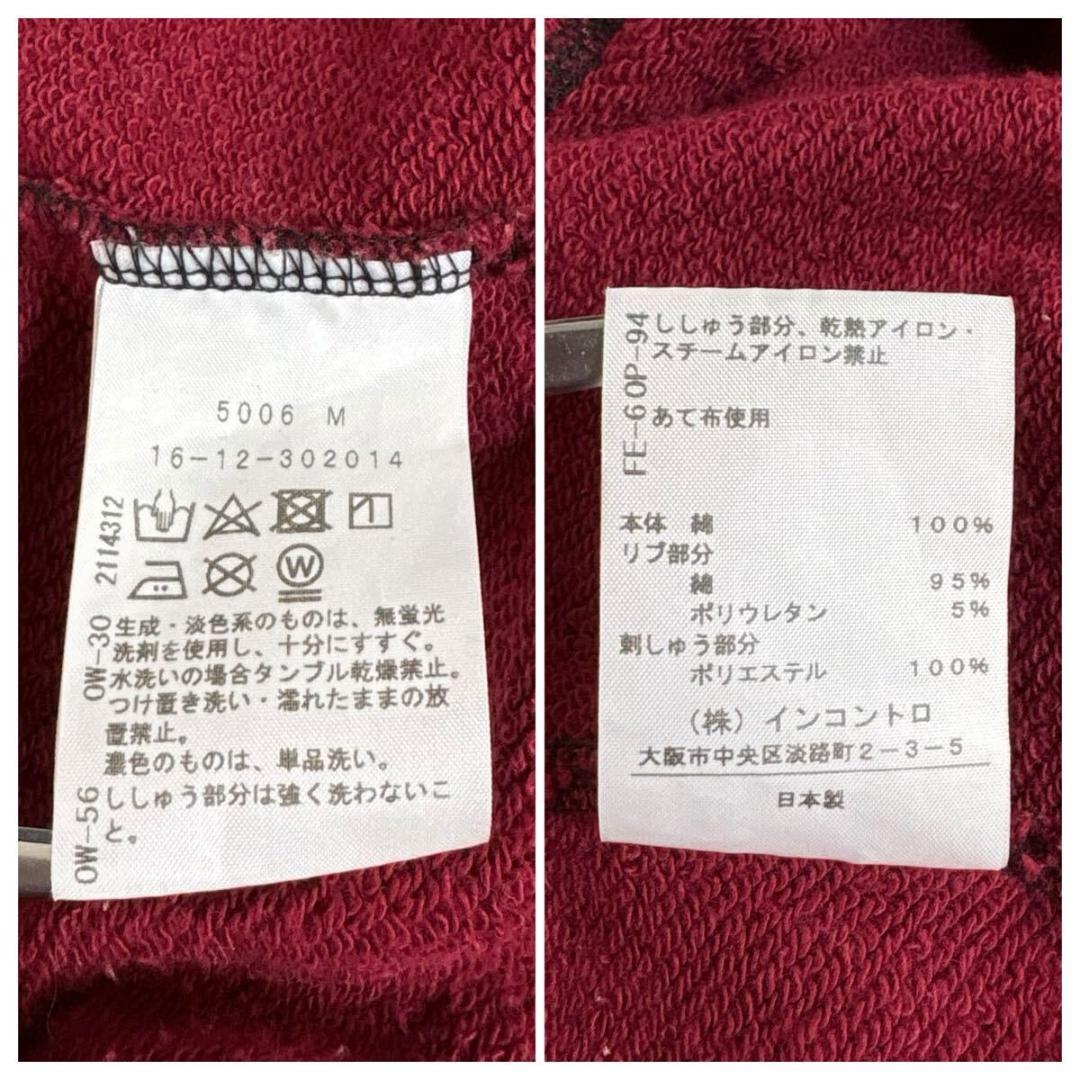 5006 M
16-12-302014
2114312
W
OW-30
生成・淡色系のものは、無蛍光
洗剤を使用し、十分にすすぐ。
水洗いの場合タンブル乾燥禁止。
つけ置き洗い・濡れたままの放
置禁止。
濃色のものは、単品洗い。
OW-56
ししゅう部分は強く洗わないこ
と。
FE-60P-94
ししゅう部分、乾熱アイロン・
スチームアイロン禁止
あて布使用
本体 綿 100%
リブ部分
綿 95%
ポリウレタン 5%
刺しゅう部分
ポリエステル 100%
(株)インコントロ
大阪市中央区淡路町2-3-5
日本製